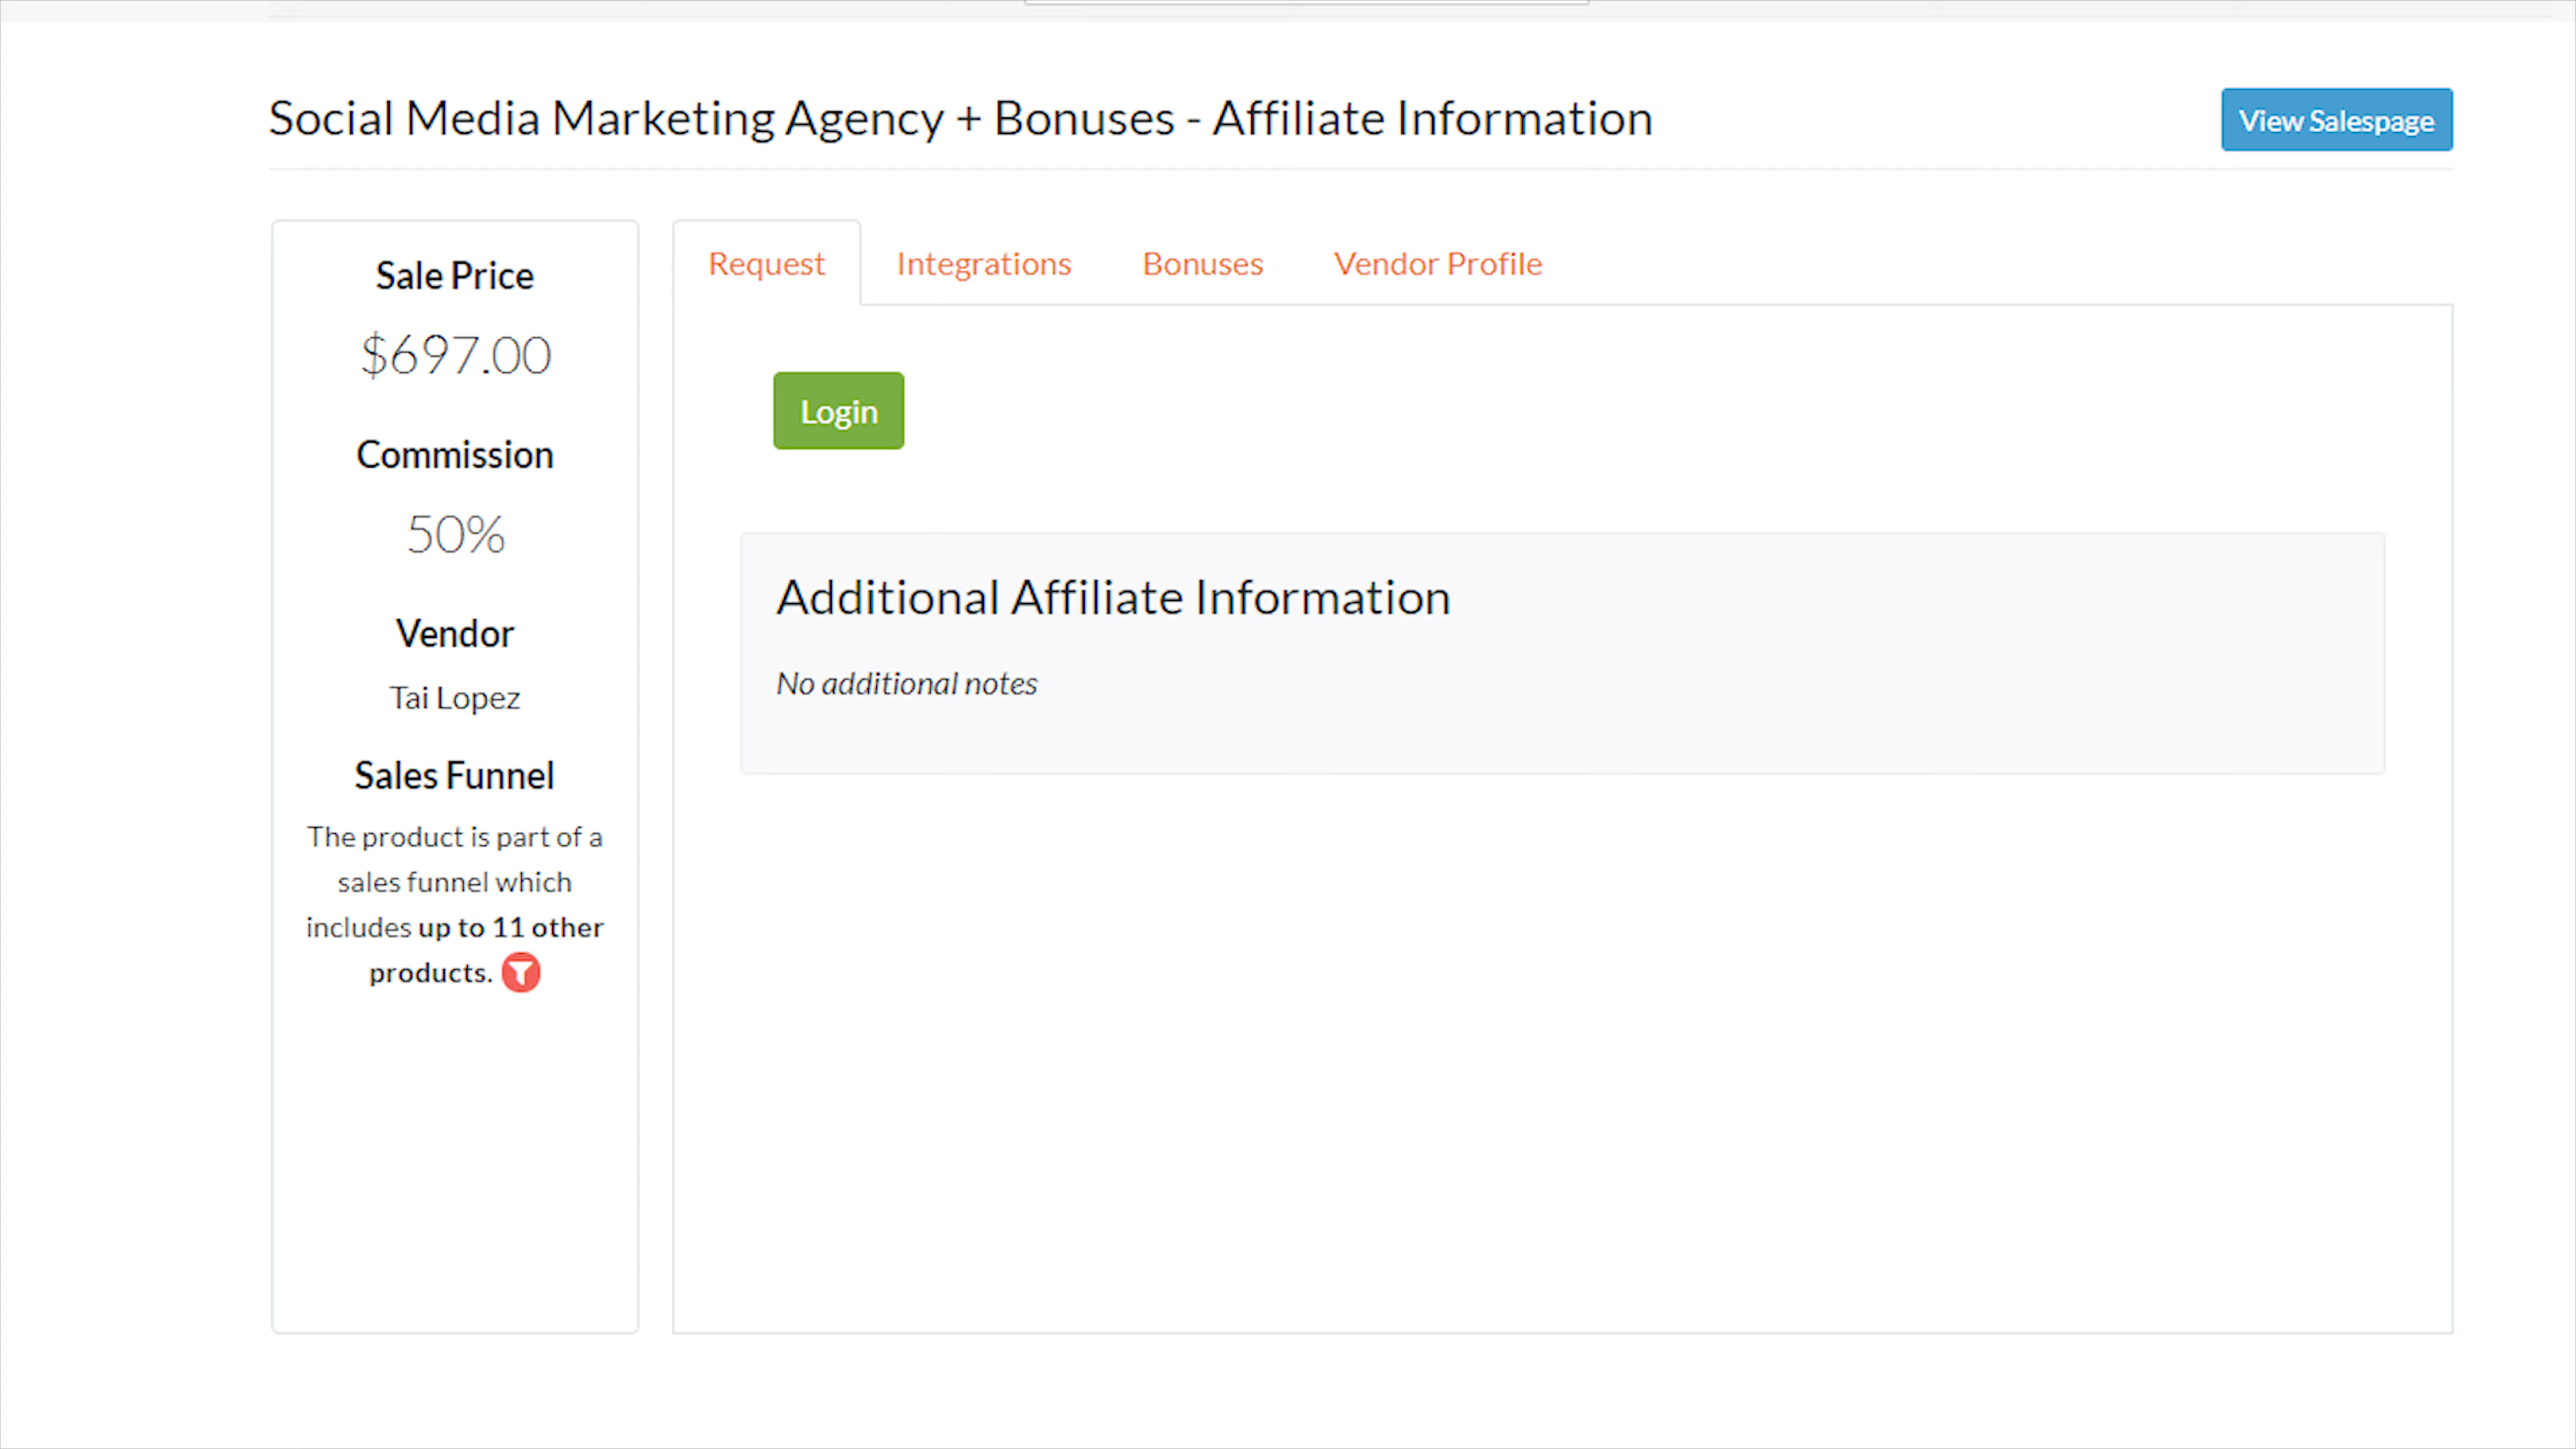 Social Media Marketing Agency + Bonuses - Affiliate Information
View Salespage
Sale Price
$697.00
Commission
50%
Vendor
Tai Lopez
Sales Funnel
The product is part of a
sales funnel which
includes up to 11 other
products.
Request
Integrations
Bonuses
Vendor Profile
Login
Additional Affiliate Information
No additional notes